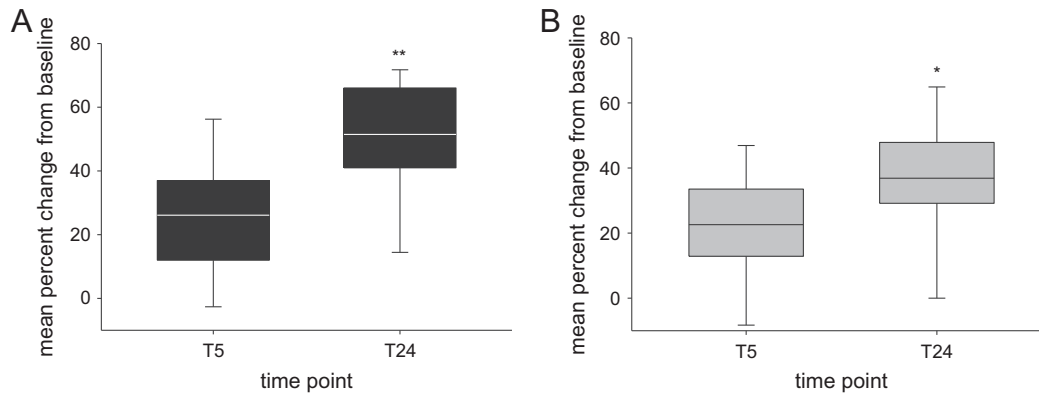 A
mean percent change from baseline
80
60
40
20
0
**
T5
T24
time point
B
mean percent change from baseline
80
60
40
20
0
*
T5
T24
time point